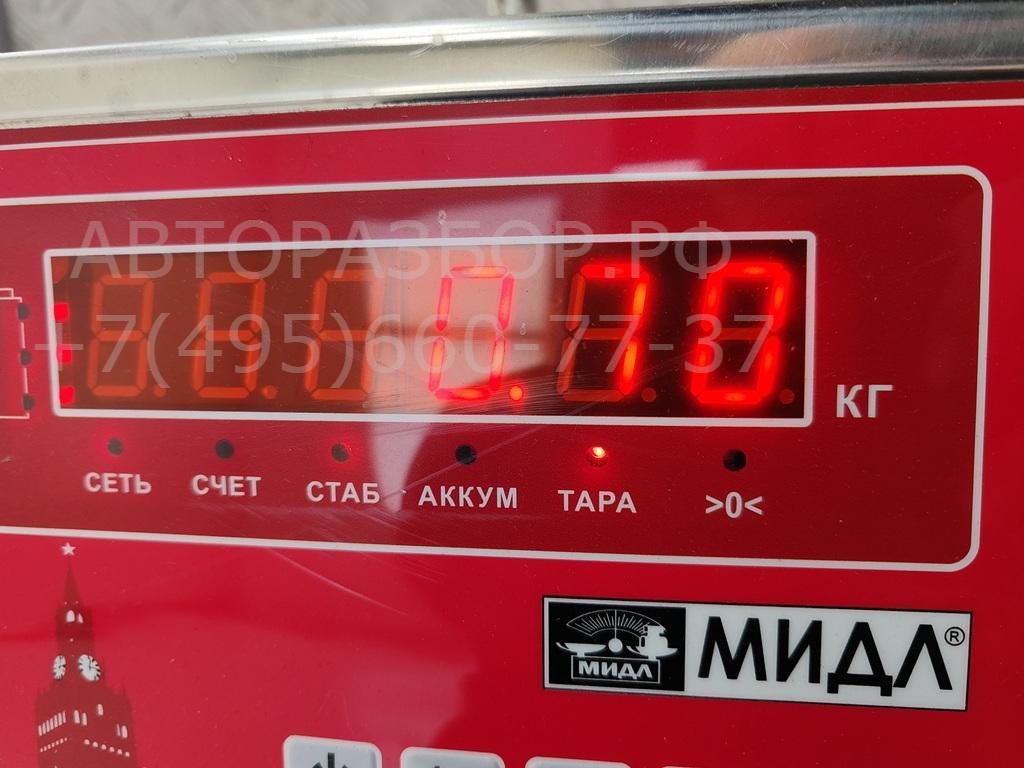 АВТОРАЗБОР.РФ
+7(495)660-77-37
0.70
КГ
СЕТЬ СЧЕТ СТАБ АККУМ ТАРА >0<
МИДЛ МИДЛ®